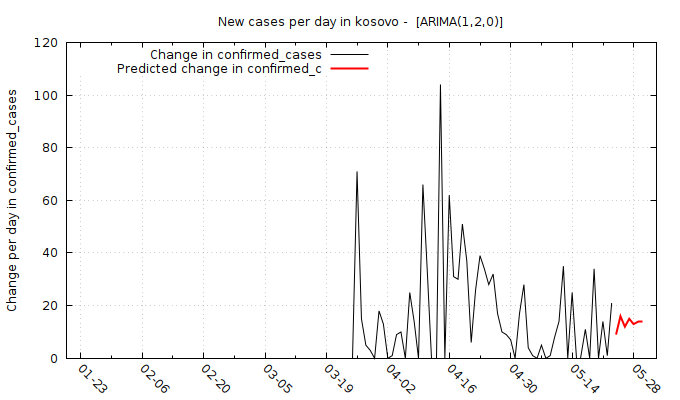 New cases per day in kosovo -  [ARIMA(1,2,0)]
Change in confirmed_cases
Predicted change in confirmed_c
Change per day in confirmed_cases
120
100
80
60
40
20
0
01-23 02-06 02-20 03-05 03-19 04-02 04-16 04-30 05-14 05-28